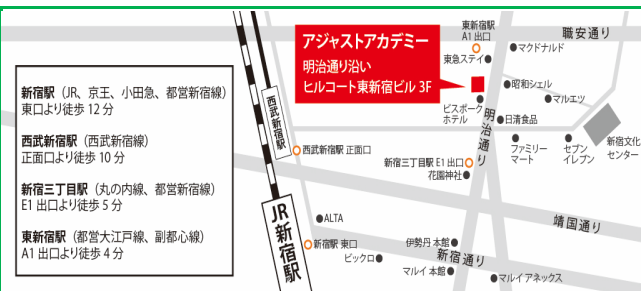 新宿駅（JR、京王、小田急、都営新宿線）
東口より徒歩 12 分
西武新宿駅（西武新宿線）
正面口より徒歩 10 分
新宿三丁目駅（丸の内線、都営新宿線）
E1 出口より徒歩 5 分
東新宿駅（都営大江戸線、副都心線）
A1 出口より徒歩 4 分
アジャストアカデミー
明治通り沿い
ヒルコート東新宿ビル 3F
東新宿駅
A1 出口
職安通り
マクドナルド
東急ステイ
昭和シェル
マルエツ
ビスポーク
ホテル
日清食品
明治通り
ファミリー
マート
セブン
イレブン
新宿文化
センター
西武新宿駅
西武新宿駅 正面口
新宿三丁目駅 E1 出口
花園神社
靖国通り
JR新宿駅
ALTA
新宿駅 東口
ビックロ
伊勢丹 本館
新宿通り
マルイ 本館
マルイアネックス